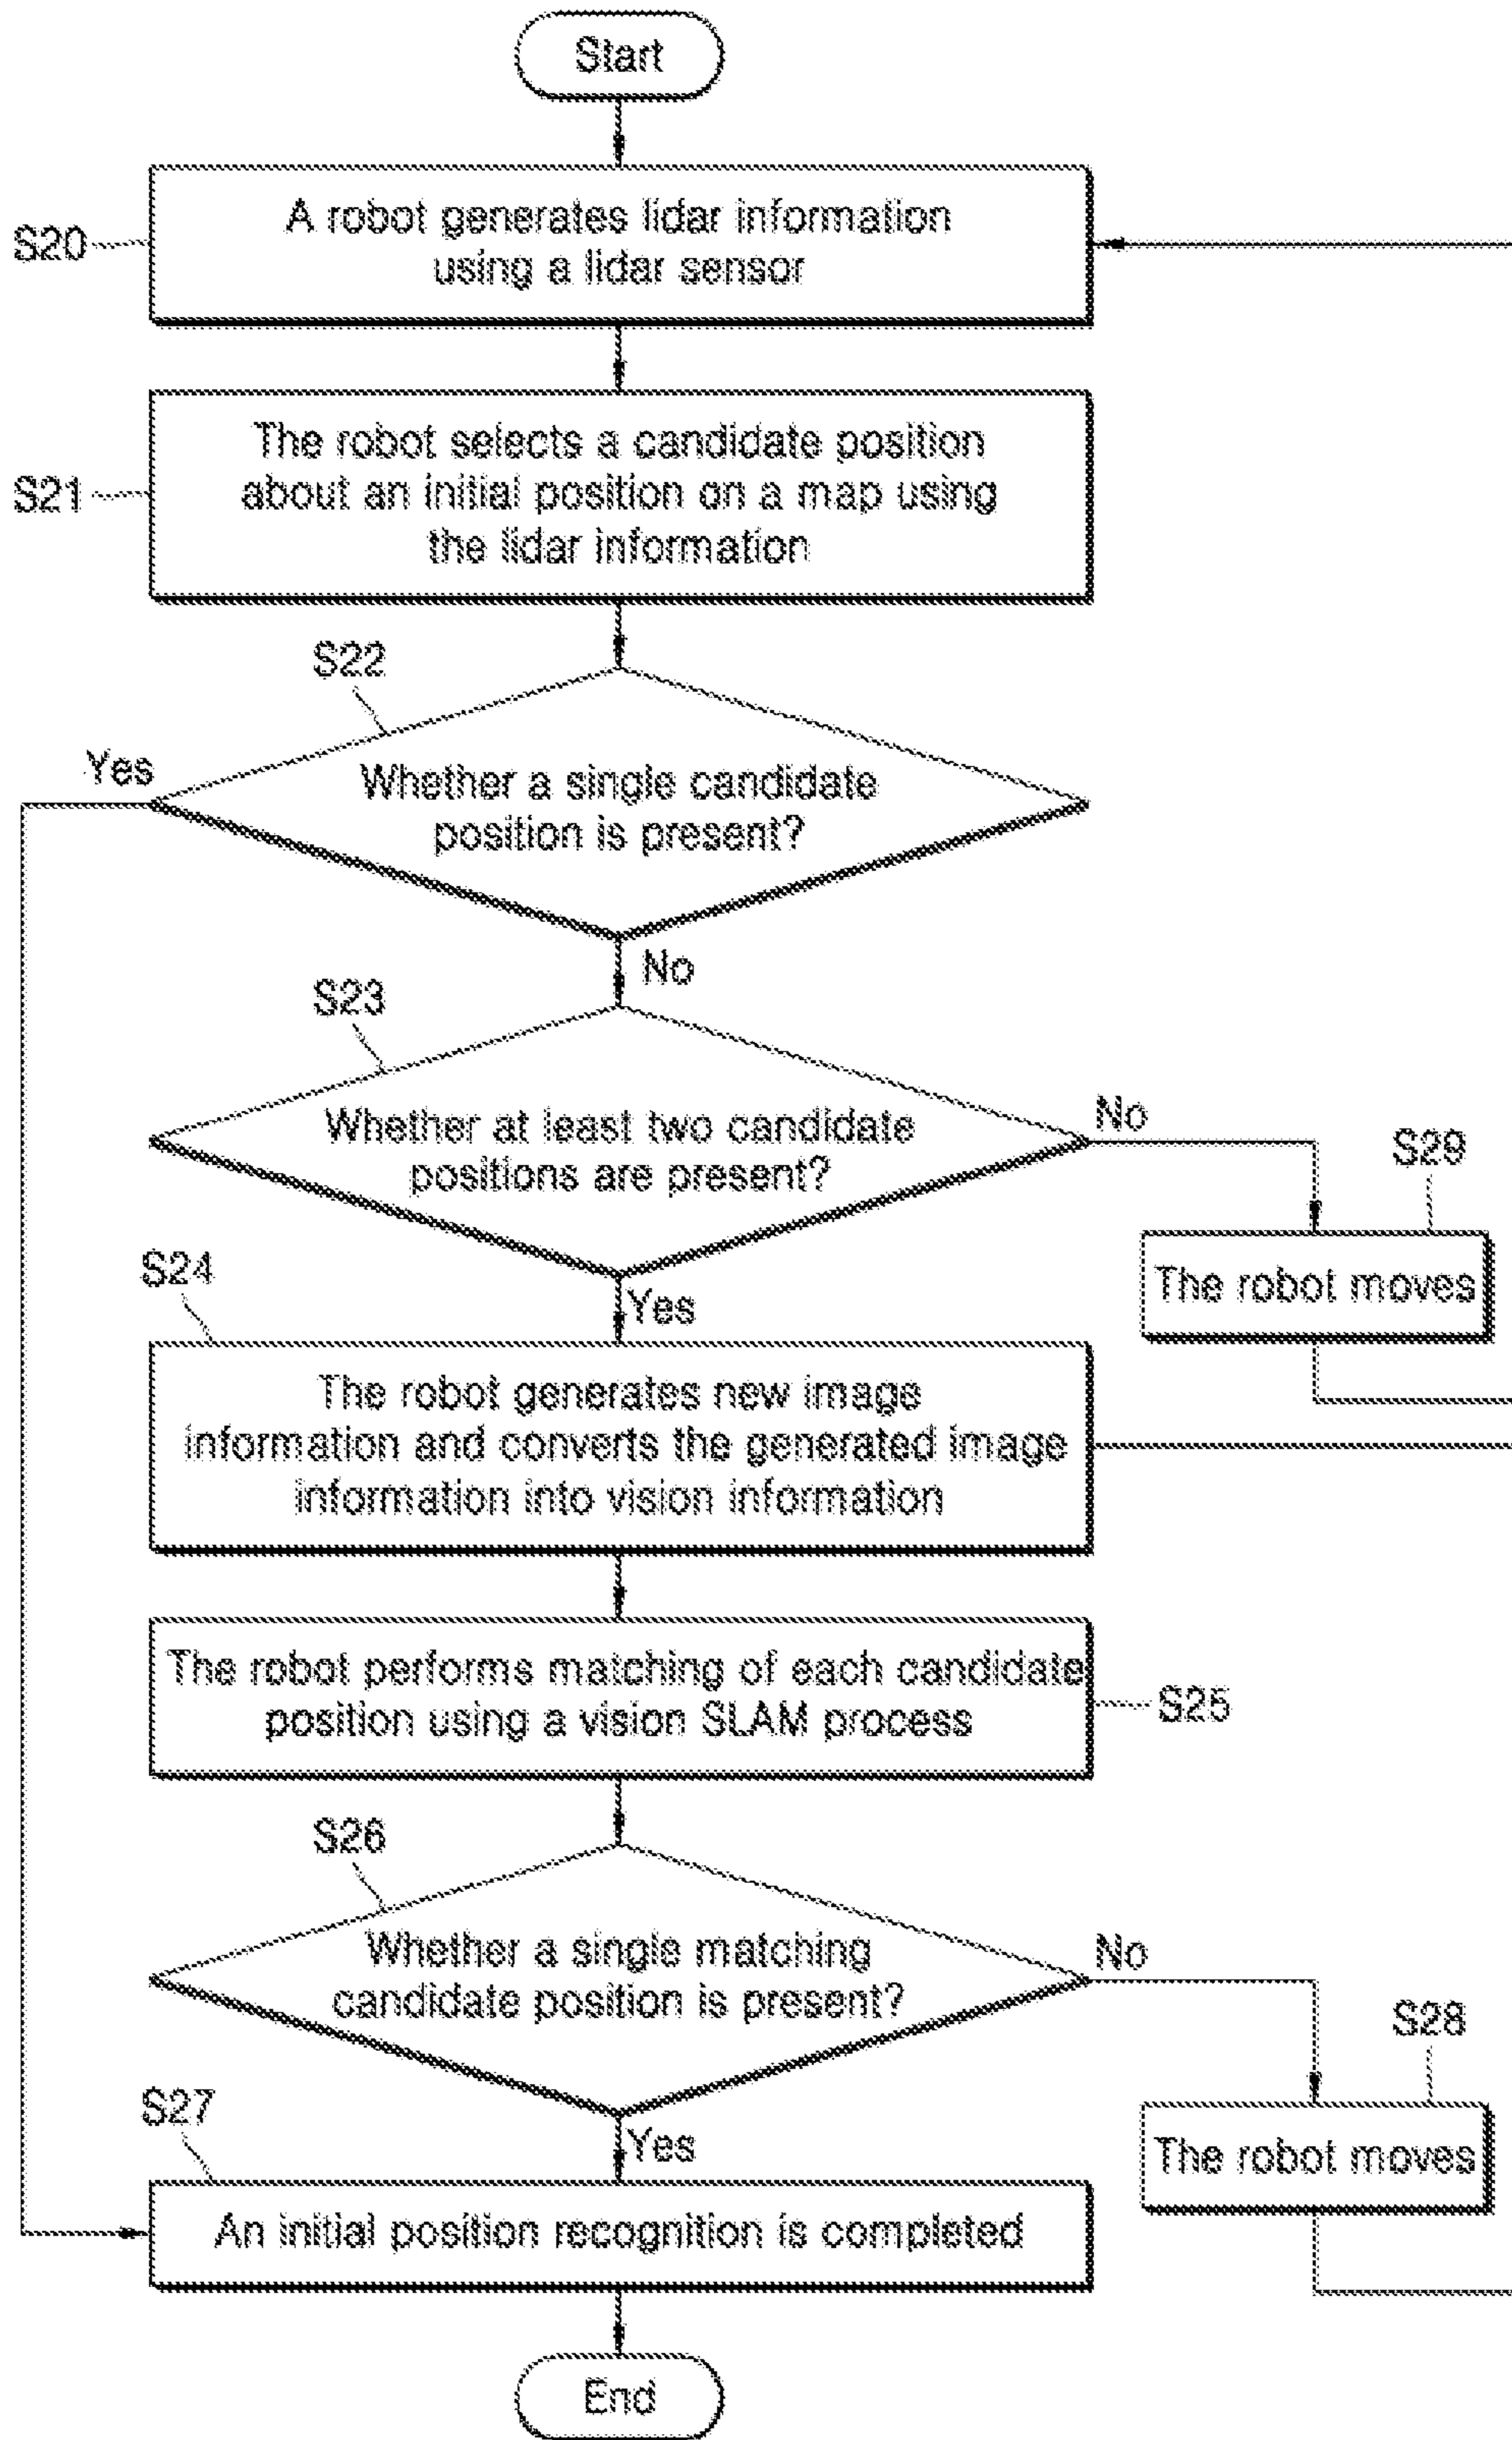 Start
S20
A robot generates lidar information
using a lidar sensor
S21
The robot selects a candidate position
about an initial position on a map using
the lidar information
S22
Yes
Whether a single candidate
position is present?
No
S23
Whether at least two candidate
positions are present?
No
S29
The robot moves
S24
Yes
The robot generates new image
information and converts the generated image
information into vision information
The robot performs matching of each candidate
position using a vision SLAM process
S25
S26
Whether a single matching
candidate position is present?
No
S28
The robot moves
S27
Yes
An initial position recognition is completed
End